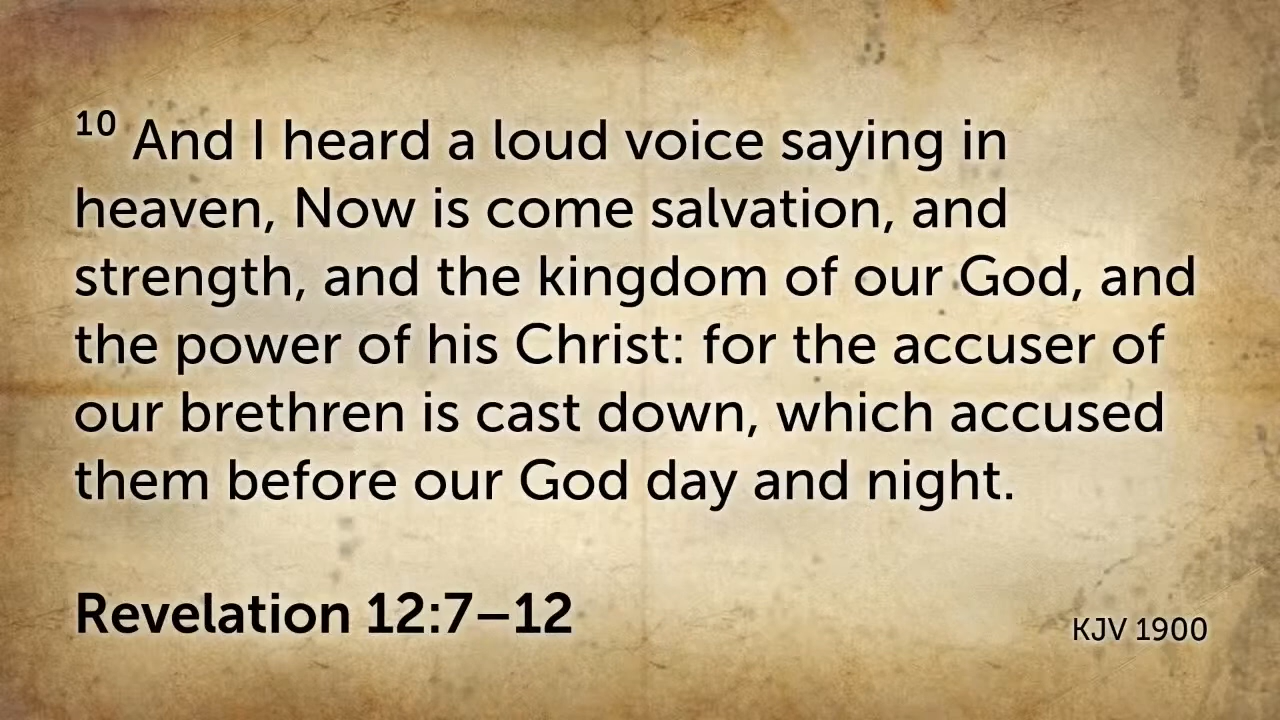 10 And I heard a loud voice saying in
heaven, Now is come salvation, and
strength, and the kingdom of our God, and
the power of his Christ: for the accuser of
our brethren is cast down, which accused
them before our God day and night.
Revelation 12:7–12
KJV 1900